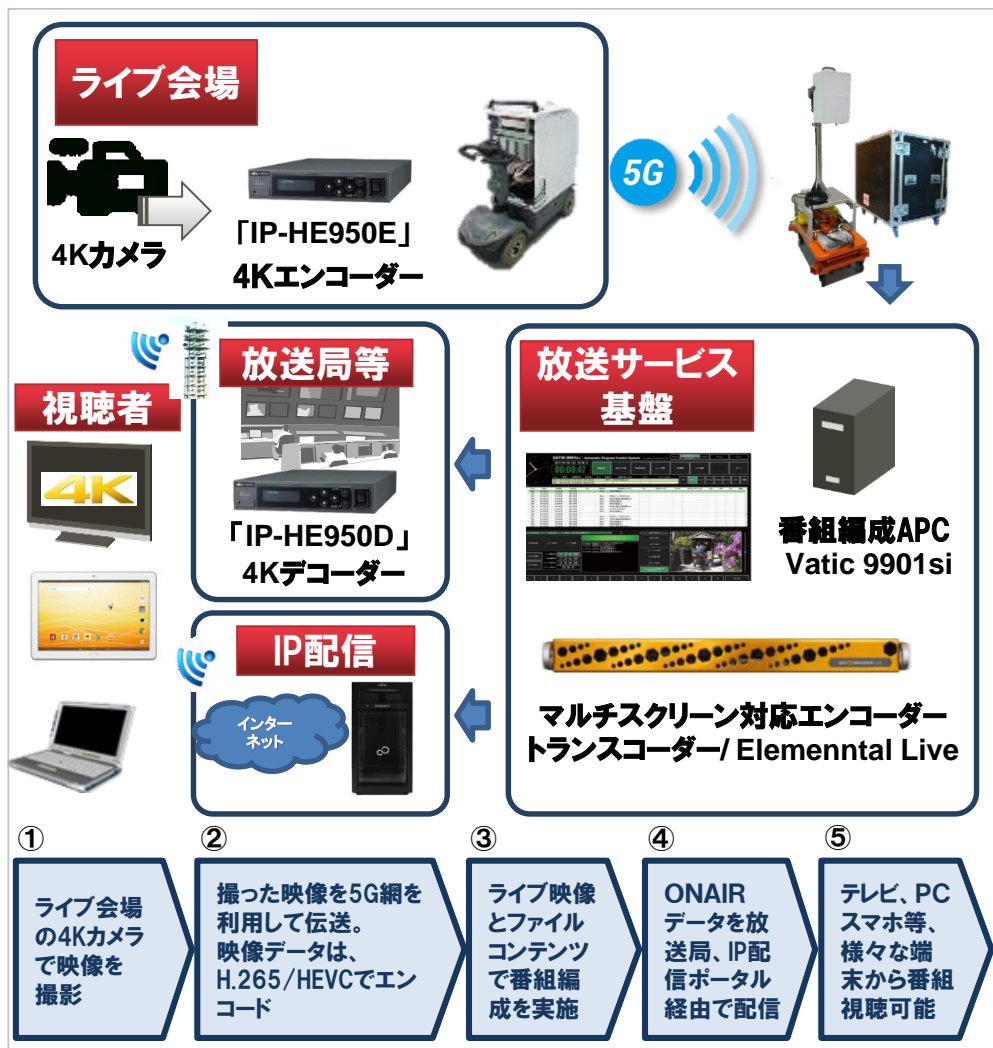 ライブ会場
4Kカメラ
「IP-HE950E」
4Kエンコーダー
5G
視聴者
4K
放送局等
「IP-HE950D」
4Kデコーダー
IP配信
インター
ネット
放送サービス
基盤
00:00:47
番組編成APC
Vatic 9901si
マルチスクリーン対応エンコーダー
トランスコーダー/ Elemenntal Live
①
ライブ会場
の4Kカメラ
で映像を
撮影
②
撮った映像を5G網を
利用して伝送。
映像データは、
H.265/HEVCでエン
コード
③
ライブ映像
とファイル
コンテンツ
で番組編
成を実施
④
ONAIR
データを放
送局、IP配
信ポータル
経由で配信
⑤
テレビ、PC
スマホ等、
様々な端
末から番組
視聴可能